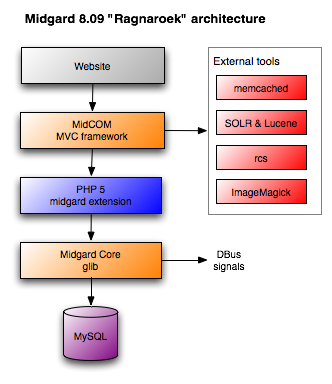 Midgard 8.09 "Ragnaroek" architecture
Website
External tools
memcached
MidCOM
MVC framework
SOLR & Lucene
rcs
PHP 5
midgard extension
ImageMagick
Midgard Core
glib
DBus
signals
MySQL